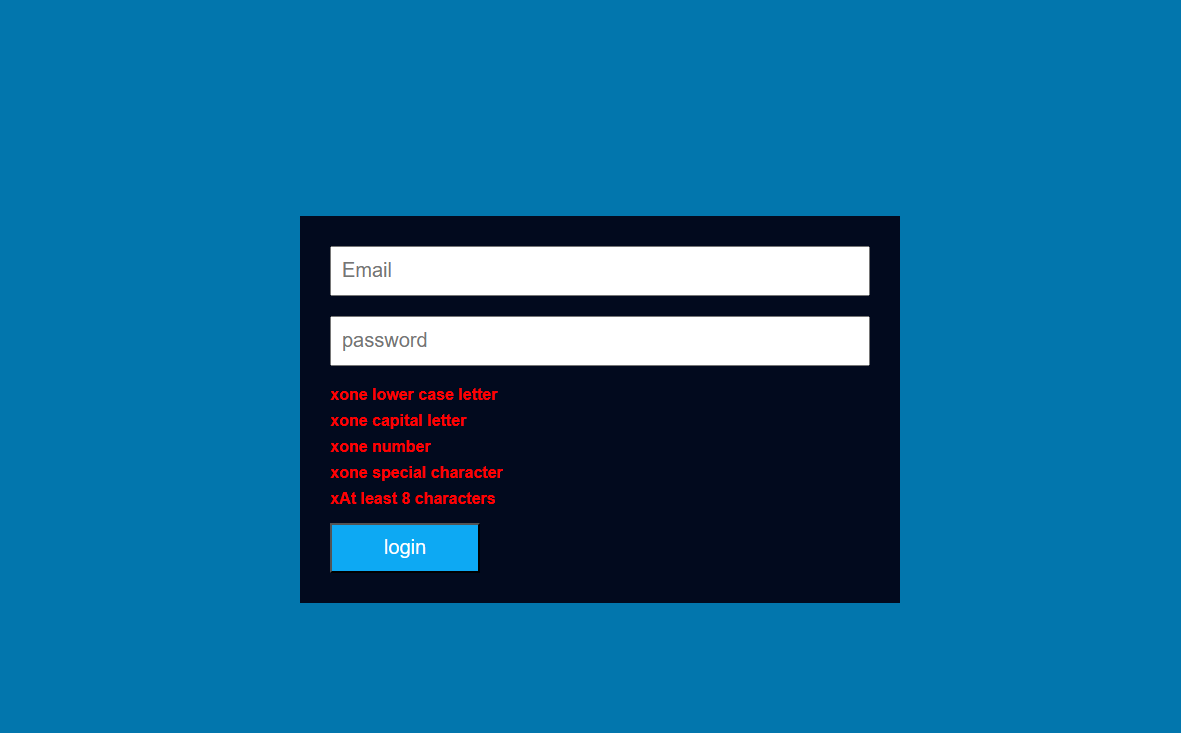 Email
password
xone lower case letter
xone capital letter
xone number
xone special character
xAt least 8 characters
login